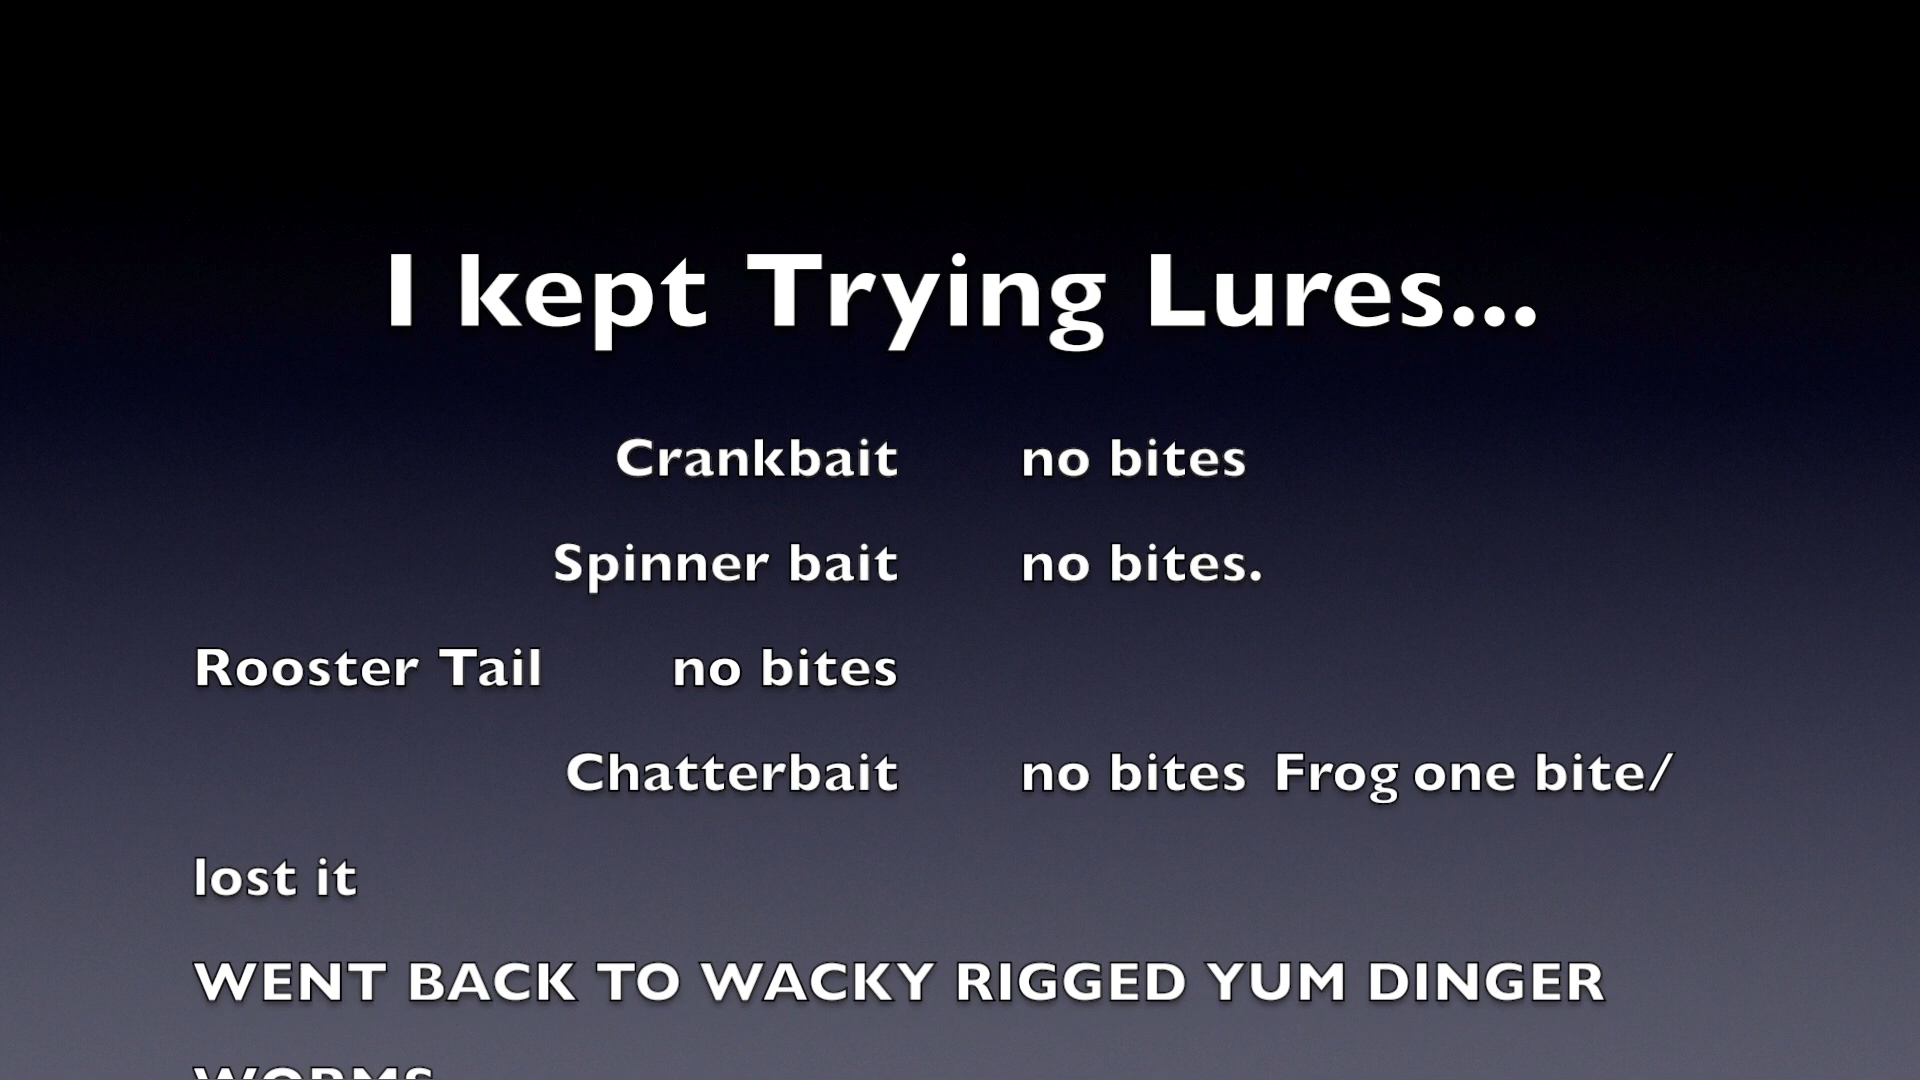 I kept Trying Lures...
Crankbait no bites
Spinner bait no bites.
Rooster Tail no bites
Chatterbait no bites Frog one bite/
lost it
WENT BACK TO WACKY RIGGED YUM DINGER
WORMS